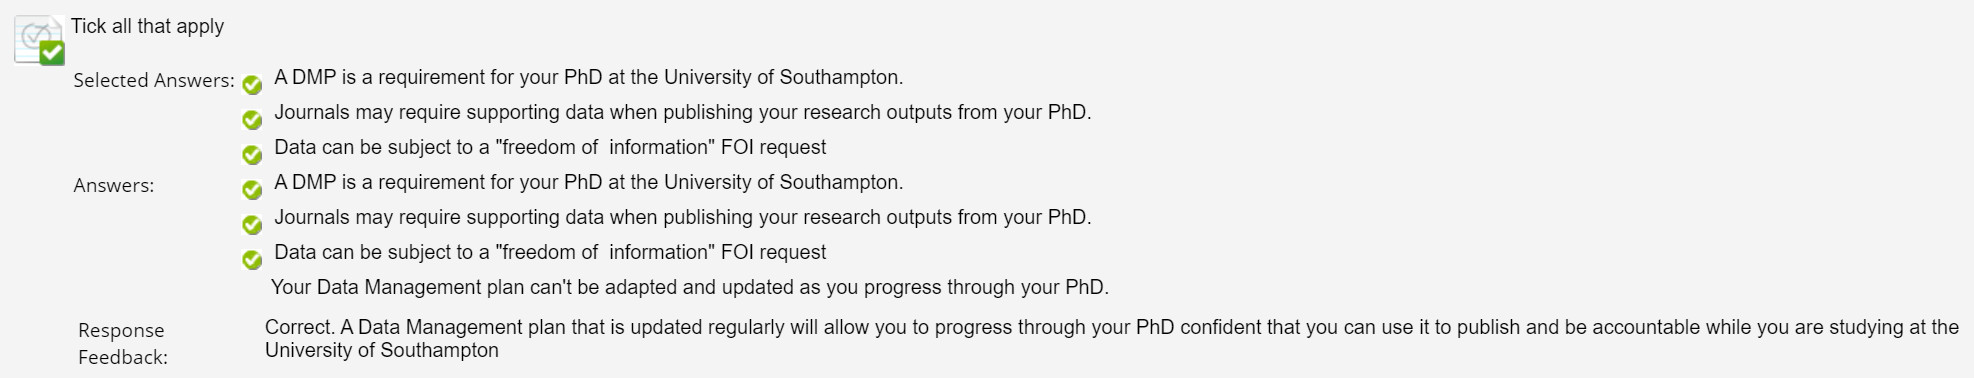 Tick all that apply
Selected Answers: A DMP is a requirement for your PhD at the University of Southampton.
Journals may require supporting data when publishing your research outputs from your PhD.
Data can be subject to a "freedom of  information" FOI request
Answers: A DMP is a requirement for your PhD at the University of Southampton.
Journals may require supporting data when publishing your research outputs from your PhD.
Data can be subject to a "freedom of  information" FOI request
Your Data Management plan can't be adapted and updated as you progress through your PhD.
Response Feedback:
Correct. A Data Management plan that is updated regularly will allow you to progress through your PhD confident that you can use it to publish and be accountable while you are studying at the
University of Southampton